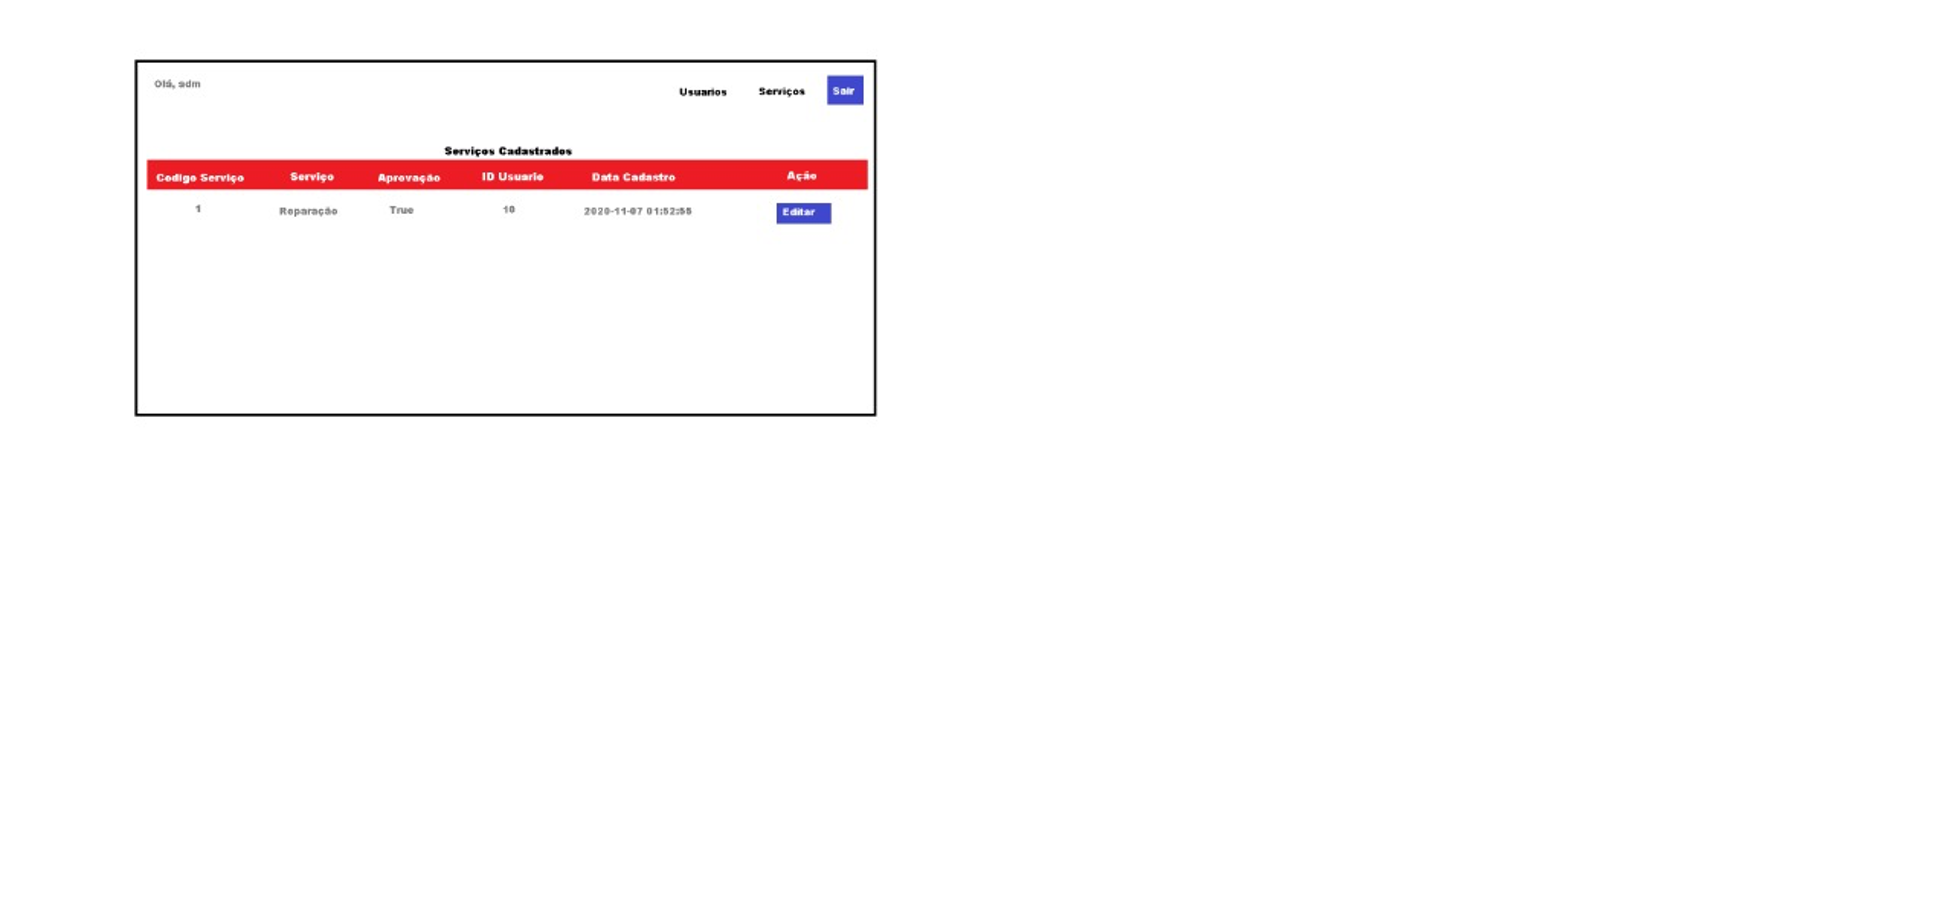 Olá, adm
Usuarios Serviços Sair
Serviços Cadastrados
Codigo Serviço Serviço Aprovação ID Usuario Data Cadastro Ação
1 Reparação True 10 2020-11-07 01:52:55 Editar